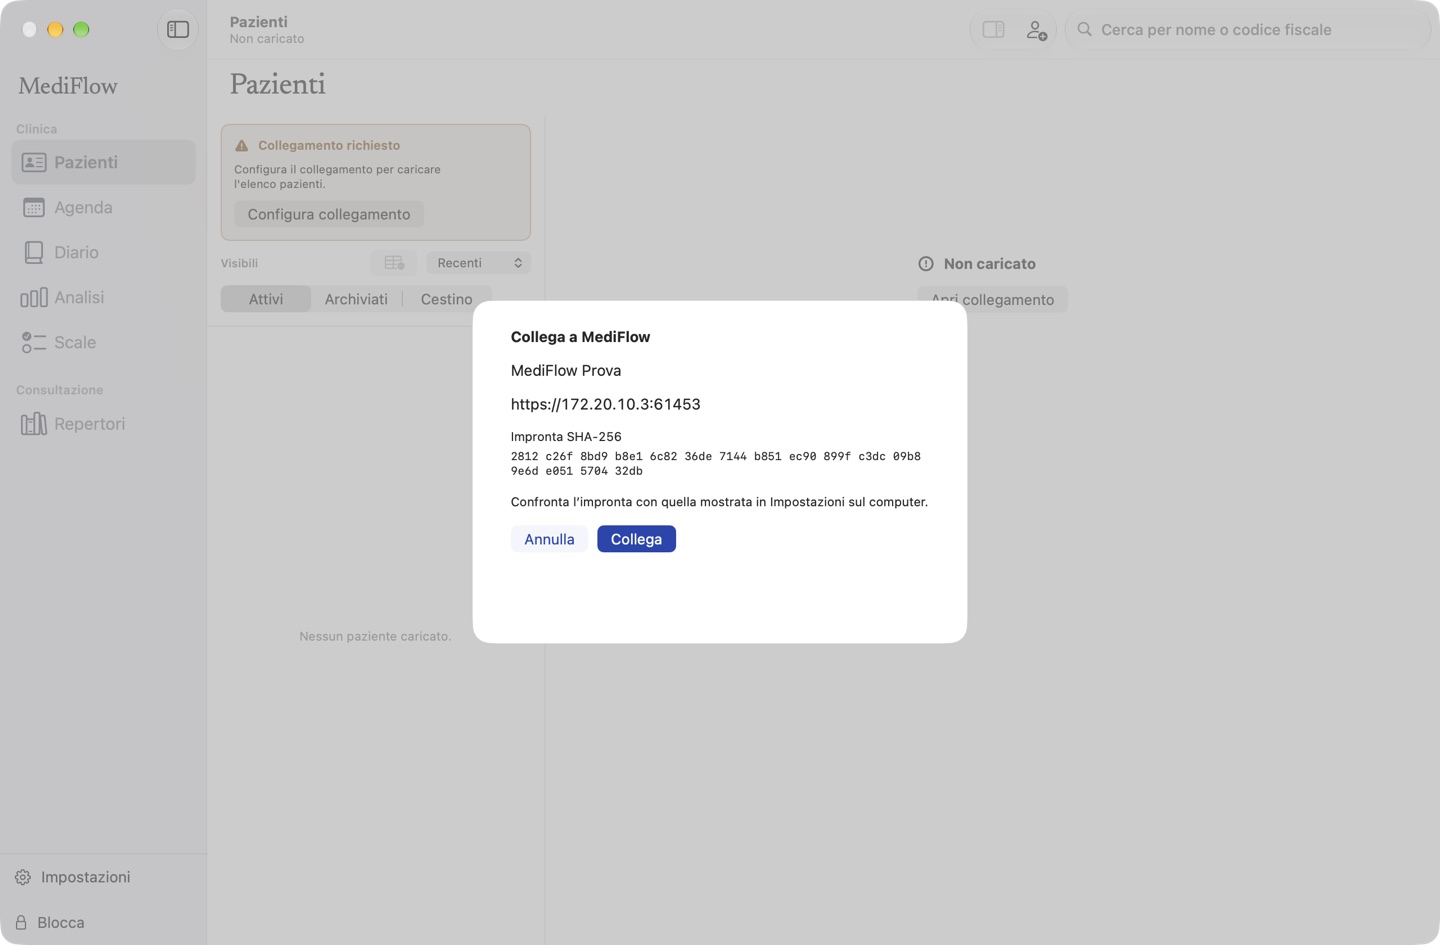 Pazienti
Non caricato
Cerca per nome o codice fiscale
MediFlow
Clinica
Pazienti
Agenda
Diario
Analisi
Scale
Consultazione
Repertori
Impostazioni
Blocca
Pazienti
Collegamento richiesto
Configura il collegamento per caricare
l'elenco pazienti.
Configura collegamento
Visibili
Recenti
Attivi
Archiviati
Cestino
Nessun paziente caricato.
Non caricato
Apri collegamento
Collega a MediFlow
MediFlow Prova
https://172.20.10.3:61453
Impronta SHA-256
2812 c26f 8bd9 b8e1 6c82 36de 7144 b851 ec90 899f c3dc 09b8
9e6d e051 5704 32db
Confronta l’impronta con quella mostrata in Impostazioni sul computer.
Annulla
Collega